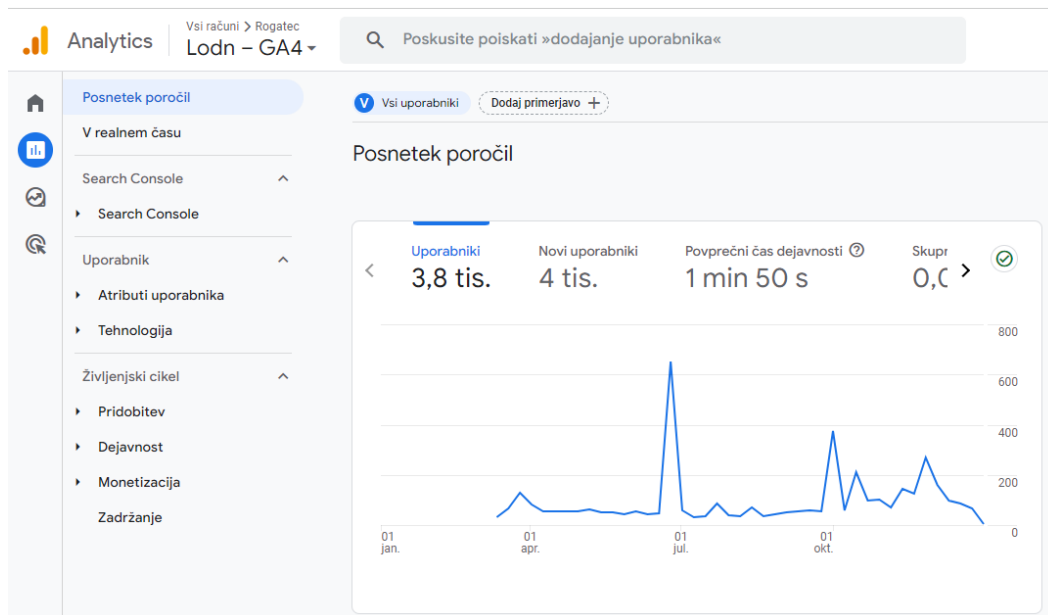 Analytics
Vsi računi > Rogatec
Lodn – GA4
Poskusite poiskati »dodajanje uporabnika«
Posnetek poročil
V realnem času
Search Console
Search Console
Uporabnik
Atributi uporabnika
Tehnologija
Življenjski cikel
Pridobitev
Dejavnost
Monetizacija
Zadržanje
V Vsi uporabniki
Dodaj primerjavo +
Posnetek poročil
Uporabniki
3,8 tis.
Novi uporabniki
4 tis.
Povprečni čas dejavnosti
1 min 50 s
800
600
400
200
0
01 jan.
01 apr.
01 jul.
01 okt.